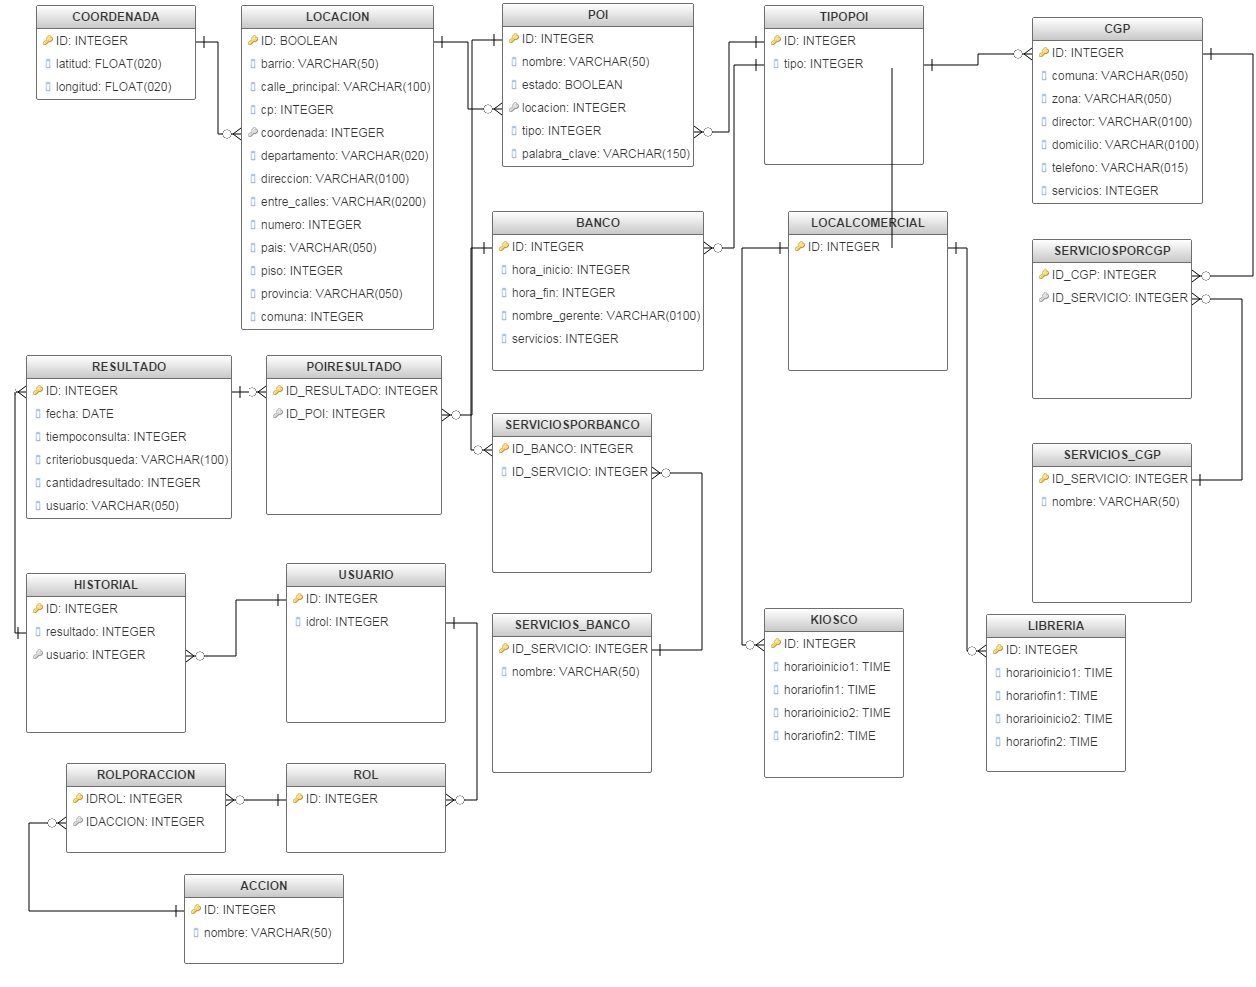 COORDENADA
ID: INTEGER
latitud: FLOAT(020)
longitud: FLOAT(020)
LOCACION
ID: BOOLEAN
barrio: VARCHAR(50)
calle_principal: VARCHAR(100)
cp: INTEGER
coordenada: INTEGER
departamento: VARCHAR(020)
direccion: VARCHAR(0100)
entre_calles: VARCHAR(0200)
numero: INTEGER
pais: VARCHAR(050)
piso: INTEGER
provincia: VARCHAR(050)
comuna: INTEGER
POI
ID: INTEGER
nombre: VARCHAR(50)
estado: BOOLEAN
locacion: INTEGER
tipo: INTEGER
palabra_clave: VARCHAR(150)
TIPOPOI
ID: INTEGER
tipo: INTEGER
CGP
ID: INTEGER
comuna: VARCHAR(050)
zona: VARCHAR(050)
director: VARCHAR(0100)
domicilio: VARCHAR(0100)
telefono: VARCHAR(015)
servicios: INTEGER
BANCO
ID: INTEGER
hora_inicio: INTEGER
hora_fin: INTEGER
nombre_gerente: VARCHAR(0100)
servicios: INTEGER
LOCALCOMERCIAL
ID: INTEGER
SERVICIOSPORCGP
ID_CGP: INTEGER
ID_SERVICIO: INTEGER
RESULTADO
ID: INTEGER
fecha: DATE
tiempoconsulta: INTEGER
criteriobusqueda: VARCHAR(100)
cantidadresultado: INTEGER
usuario: VARCHAR(050)
POIRESULTADO
ID_RESULTADO: INTEGER
ID_POI: INTEGER
SERVICIOSPORBANCO
ID_BANCO: INTEGER
ID_SERVICIO: INTEGER
SERVICIOS_CGP
ID_SERVICIO: INTEGER
nombre: VARCHAR(50)
HISTORIAL
ID: INTEGER
resultado: INTEGER
usuario: INTEGER
USUARIO
ID: INTEGER
idrol: INTEGER
SERVICIOS_BANCO
ID_SERVICIO: INTEGER
nombre: VARCHAR(50)
KIOSCO
ID: INTEGER
horarioinicio1: TIME
horariofin1: TIME
horarioinicio2: TIME
horariofin2: TIME
LIBRERIA
ID: INTEGER
horarioinicio1: TIME
horariofin1: TIME
horarioinicio2: TIME
horariofin2: TIME
ROLPORACCION
IDROL: INTEGER
IDACCION: INTEGER
ROL
ID: INTEGER
ACCION
ID: INTEGER
nombre: VARCHAR(50)